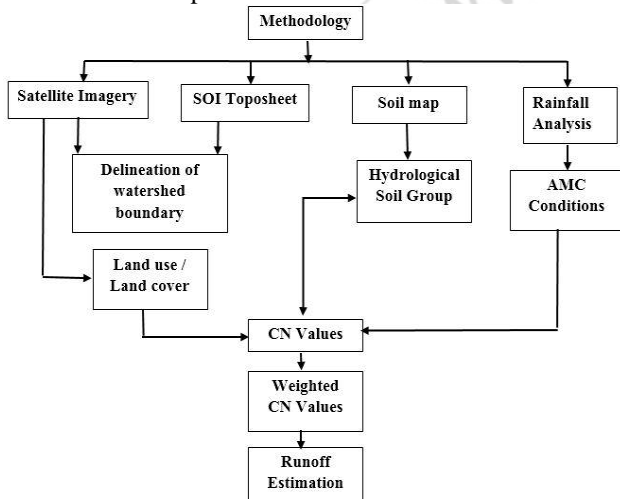 Methodology
Satellite Imagery
SOI Toposheet
Soil map
Rainfall
Analysis
Delineation of
watershed
boundary
Hydrological
Soil Group
AMC
Conditions
Land use /
Land cover
CN Values
Weighted
CN Values
Runoff
Estimation